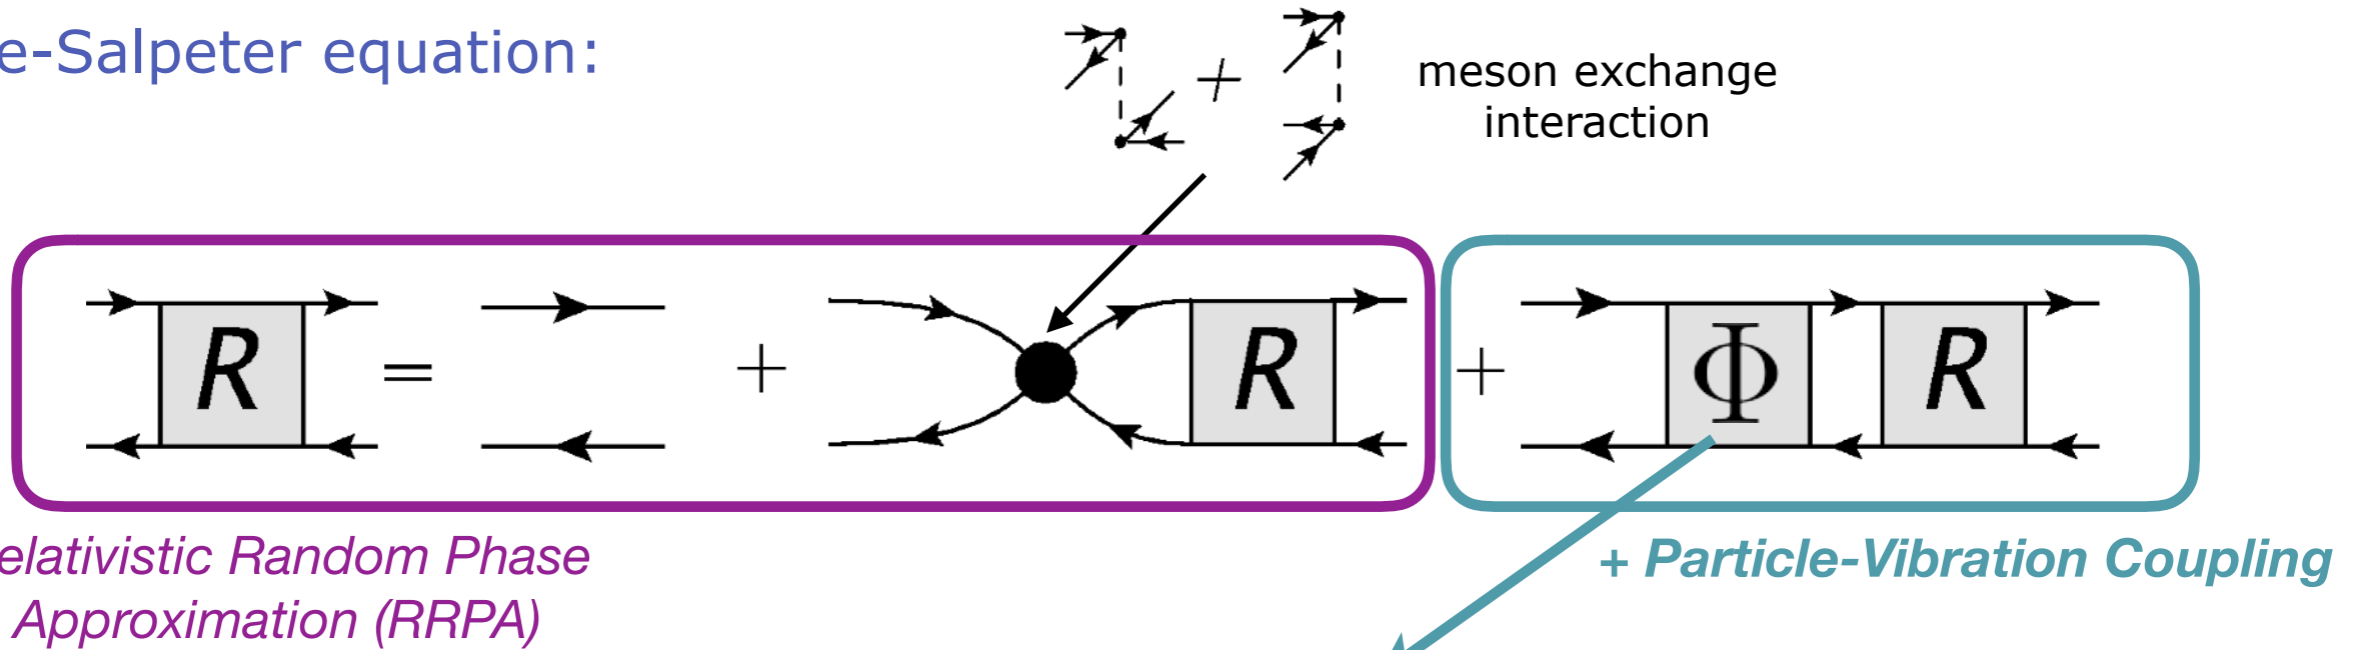 e-Salpeter equation:
+
meson exchange
interaction
R = + R + Φ R
elativistic Random Phase
Approximation (RRPA)
+ Particle-Vibration Coupling